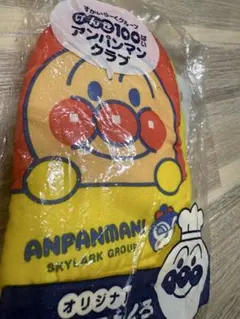 すかいらーくグループ
げんき100ばい
アンパンマン
クラブ
ANPANMAN!
SKYLARK GROUP
オリジナ